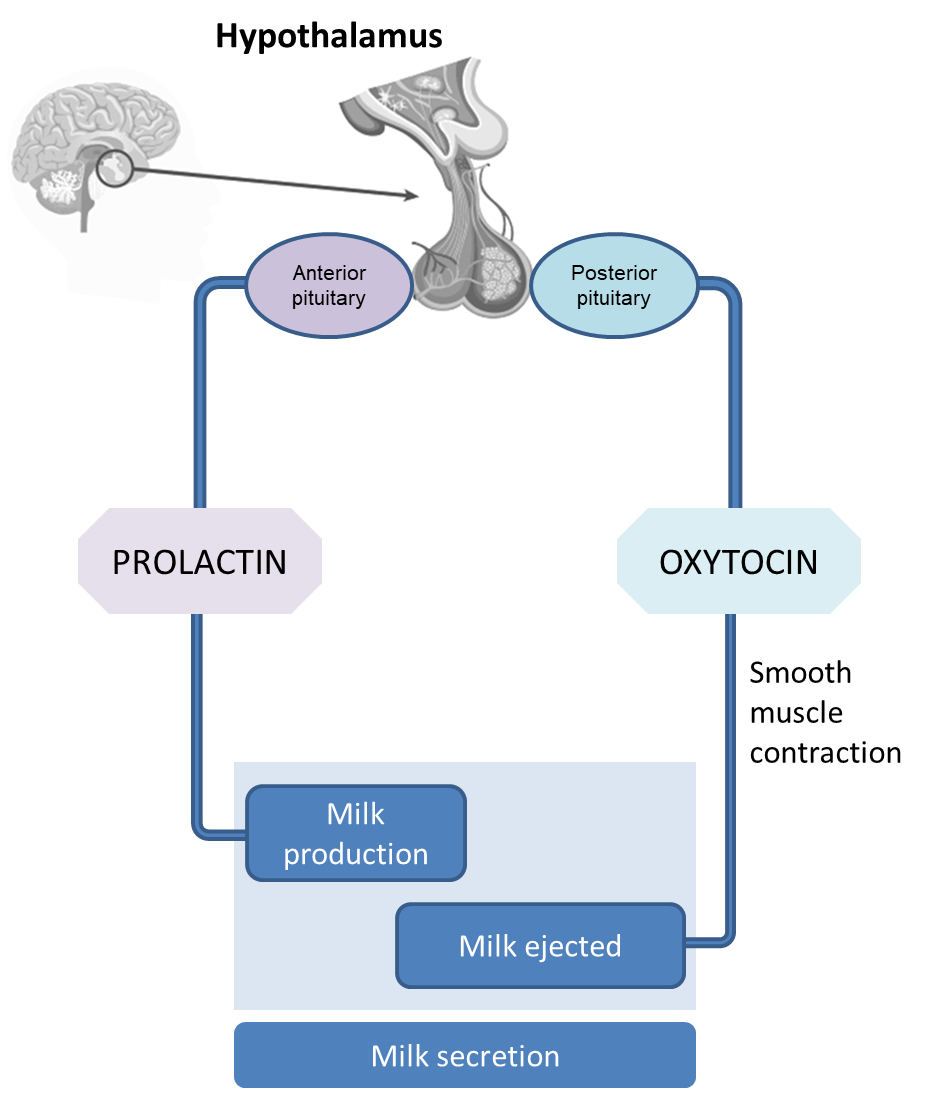 Hypothalamus
Anterior
pituitary
Posterior
pituitary
PROLACTIN
OXYTOCIN
Smooth
muscle
contraction
Milk
production
Milk ejected
Milk secretion